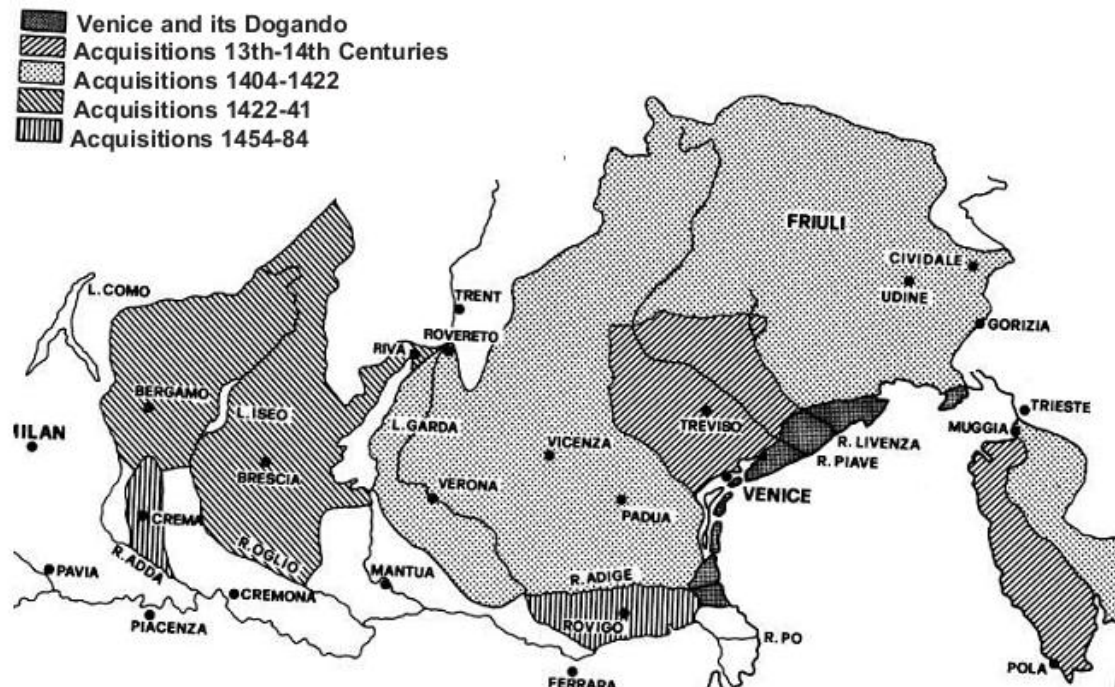 Venice and its Dogando
Acquisitions 13th-14th Centuries
Acquisitions 1404-1422
Acquisitions 1422-41
Acquisitions 1454-84
FRIULI
CIVIDALE
UDINE
L. COMO
TRENT
GORIZIA
ROVERETO
RIVA
BERGAMO
L. ISEO
L. GARDA
TREVISO
TRIESTE
MILAN
VICENZA
R. LIVENZA
MUGGIA
R. PIAVE
BRESCIA
VERONA
VENICE
CREMA
PADUA
R. OGLIO
R. ADDA
R. ADIGE
PAVIA
MANTUA
CREMONA
ROVIGO
PIACENZA
R. PO
POLA
FERRARA